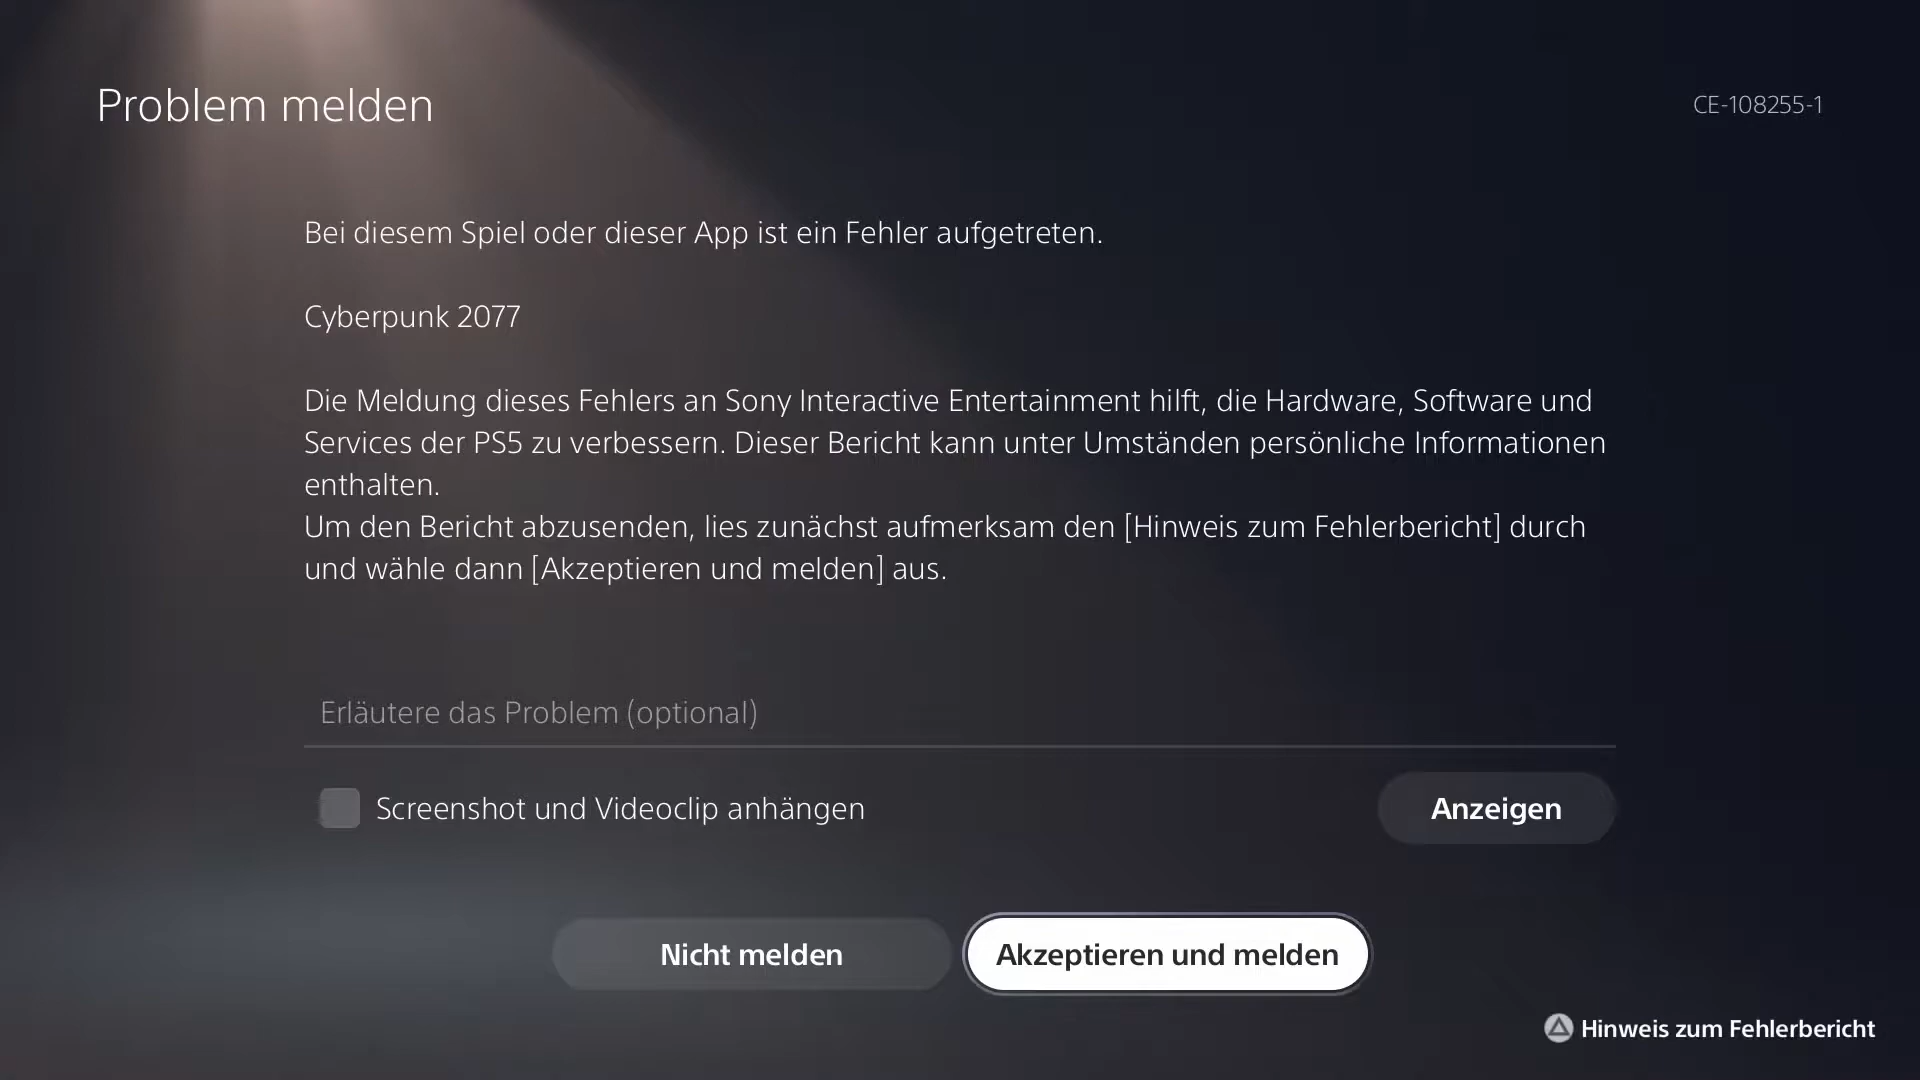 Problem melden
CE-108255-1
Bei diesem Spiel oder dieser App ist ein Fehler aufgetreten.
Cyberpunk 2077
Die Meldung dieses Fehlers an Sony Interactive Entertainment hilft, die Hardware, Software und
Services der PS5 zu verbessern. Dieser Bericht kann unter Umständen persönliche Informationen
enthalten.
Um den Bericht abzusenden, lies zunächst aufmerksam den [Hinweis zum Fehlerbericht] durch
und wähle dann [Akzeptieren und melden] aus.
Erläutere das Problem (optional)
Screenshot und Videoclip anhängen
Anzeigen
Nicht melden
Akzeptieren und melden
Hinweis zum Fehlerbericht